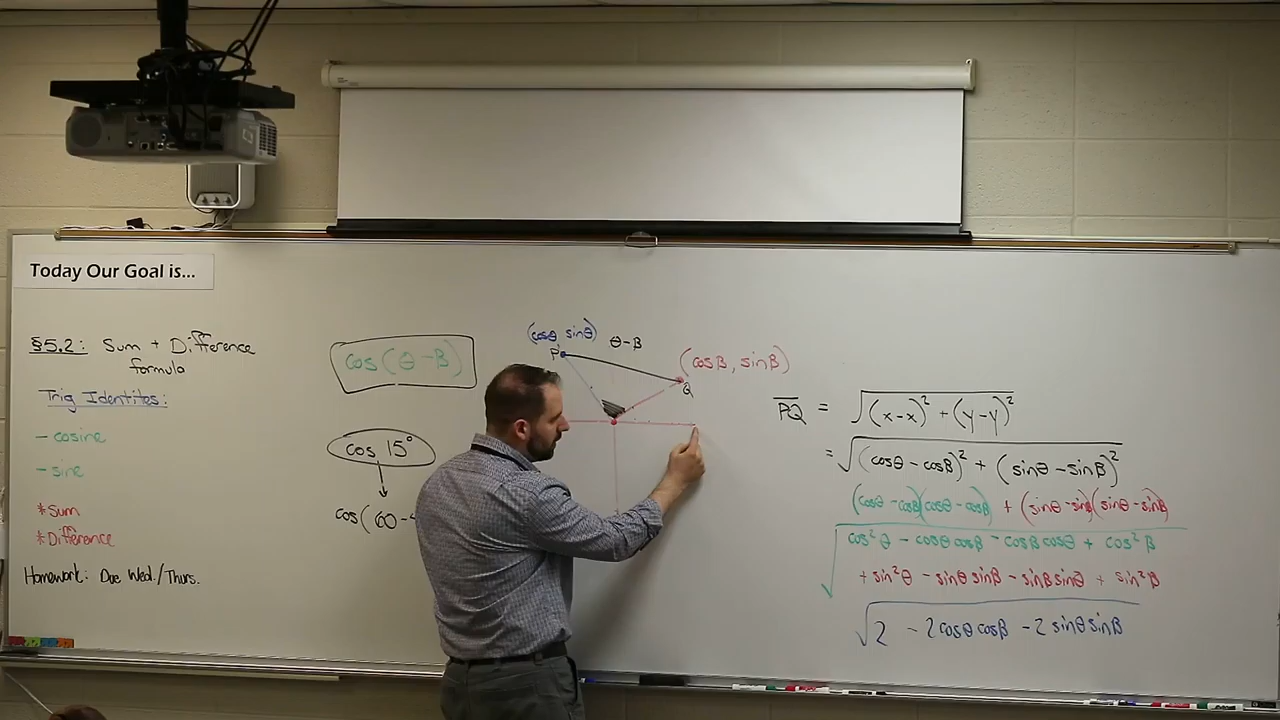 Today Our Goal is...
§5.2: Sum + Difference
formula
Trig Identites:
- cosine
- sine
*Sum
*Difference
Homework: Due Wed./Thurs.
cos(θ-β)
cos 15°
cos(60-
(cosθ, sinθ)
θ-β
P
(cosβ, sinβ)
Q
PQ = √(x-x)² + (y-y)²
= √(cosθ - cosβ)² + (sinθ - sinβ)²
(cosθ - cosβ)(cosθ - cosβ) + (sinθ - sinβ)(sinθ - sinβ)
√cos²θ - cosθcosβ - cosβcosθ + cos²β
+ sin²θ - sinθsinβ - sinβsinθ + sin²β
√2 - 2cosθcosβ - 2sinθsinβ